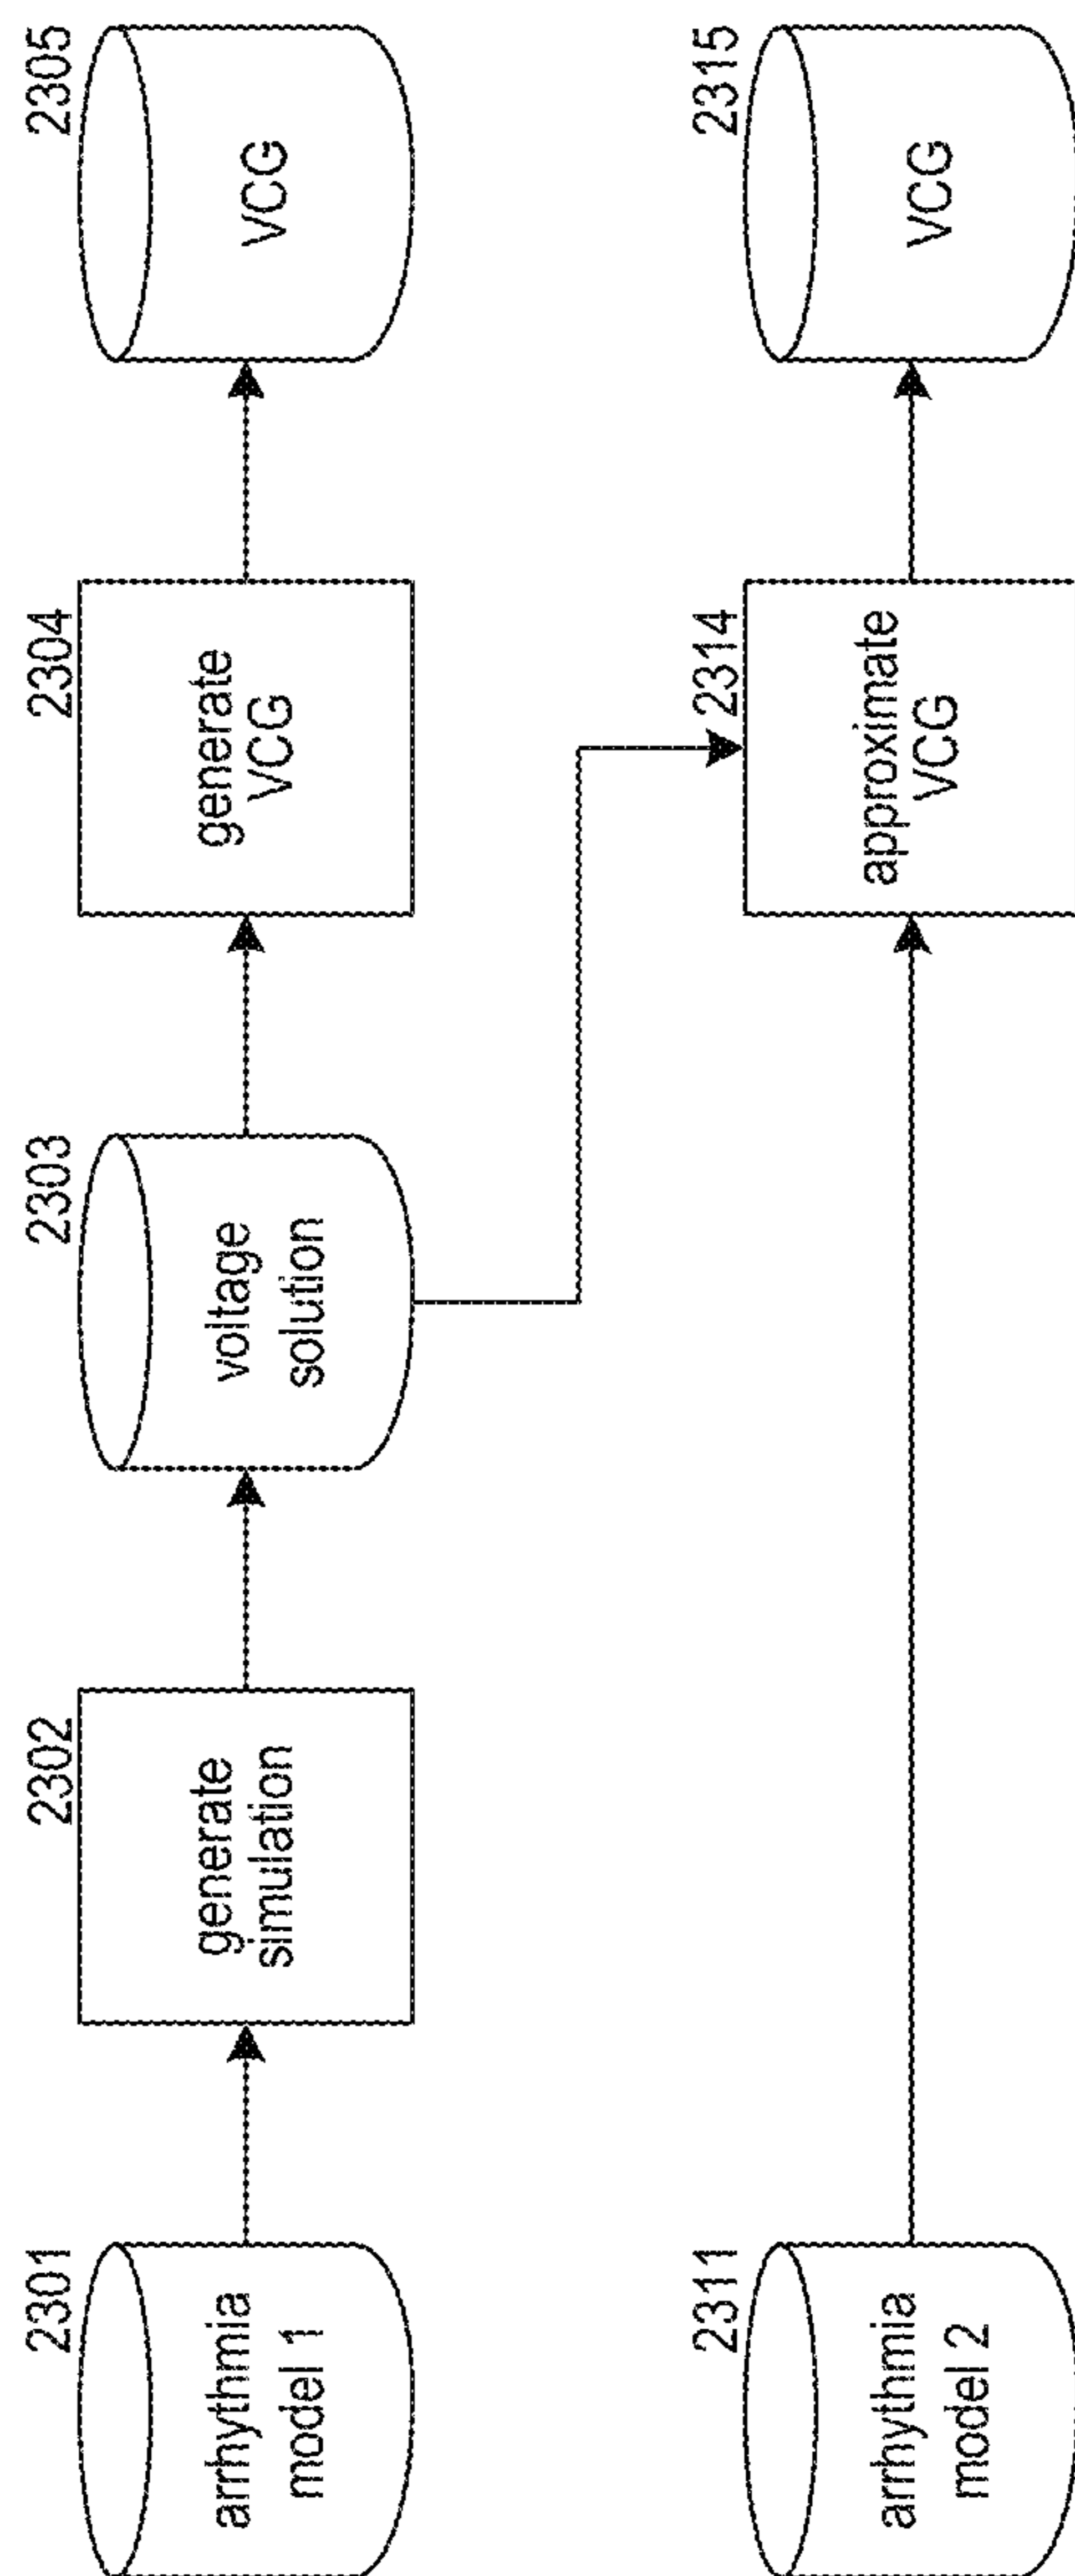 2301
arrhythmia
model 1
2302
generate
simulation
2303
voltage
solution
2304
generate
VCG
2305
VCG
2311
arrhythmia
model 2
2314
approximate
VCG
2315
VCG